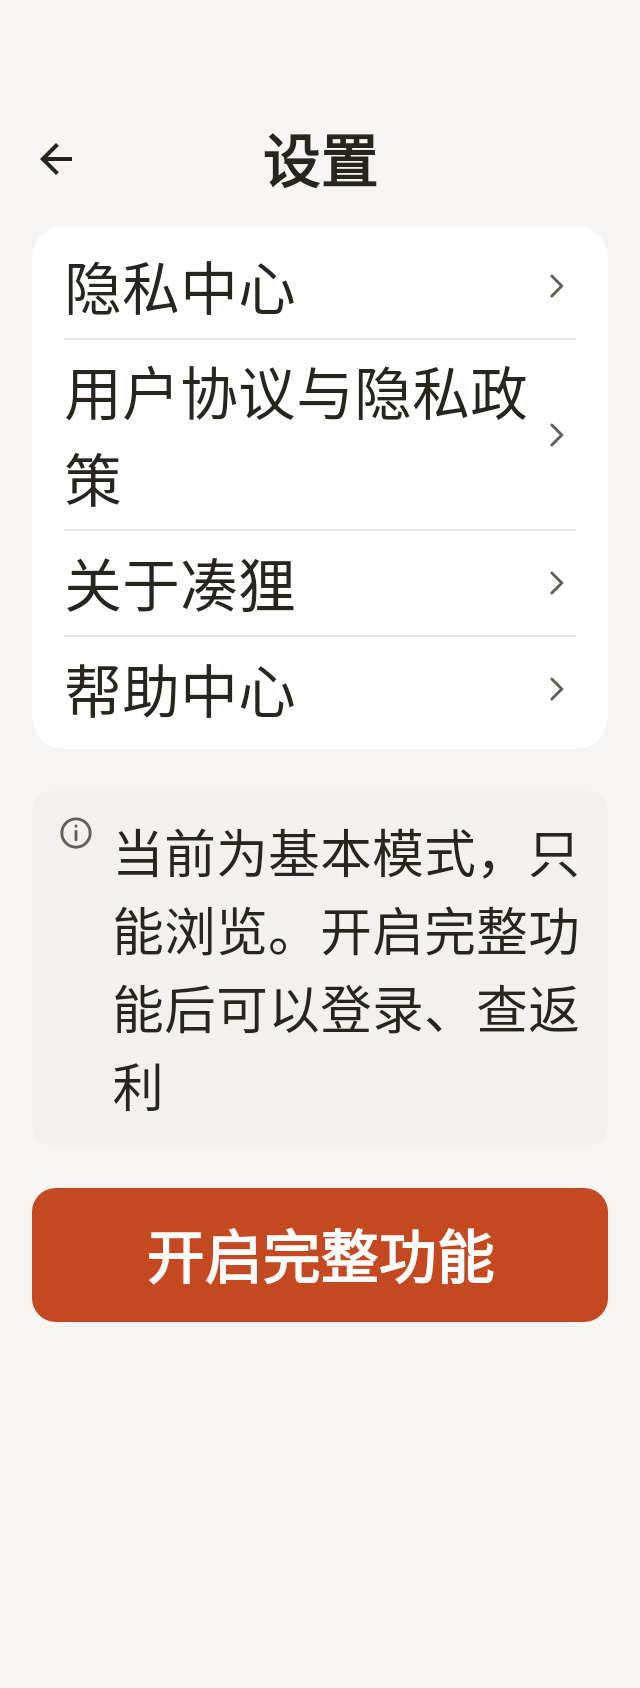 设置
隐私中心
用户协议与隐私政
策
关于凑狸
帮助中心
当前为基本模式，只
能浏览。开启完整功
能后可以登录、查返
利
开启完整功能